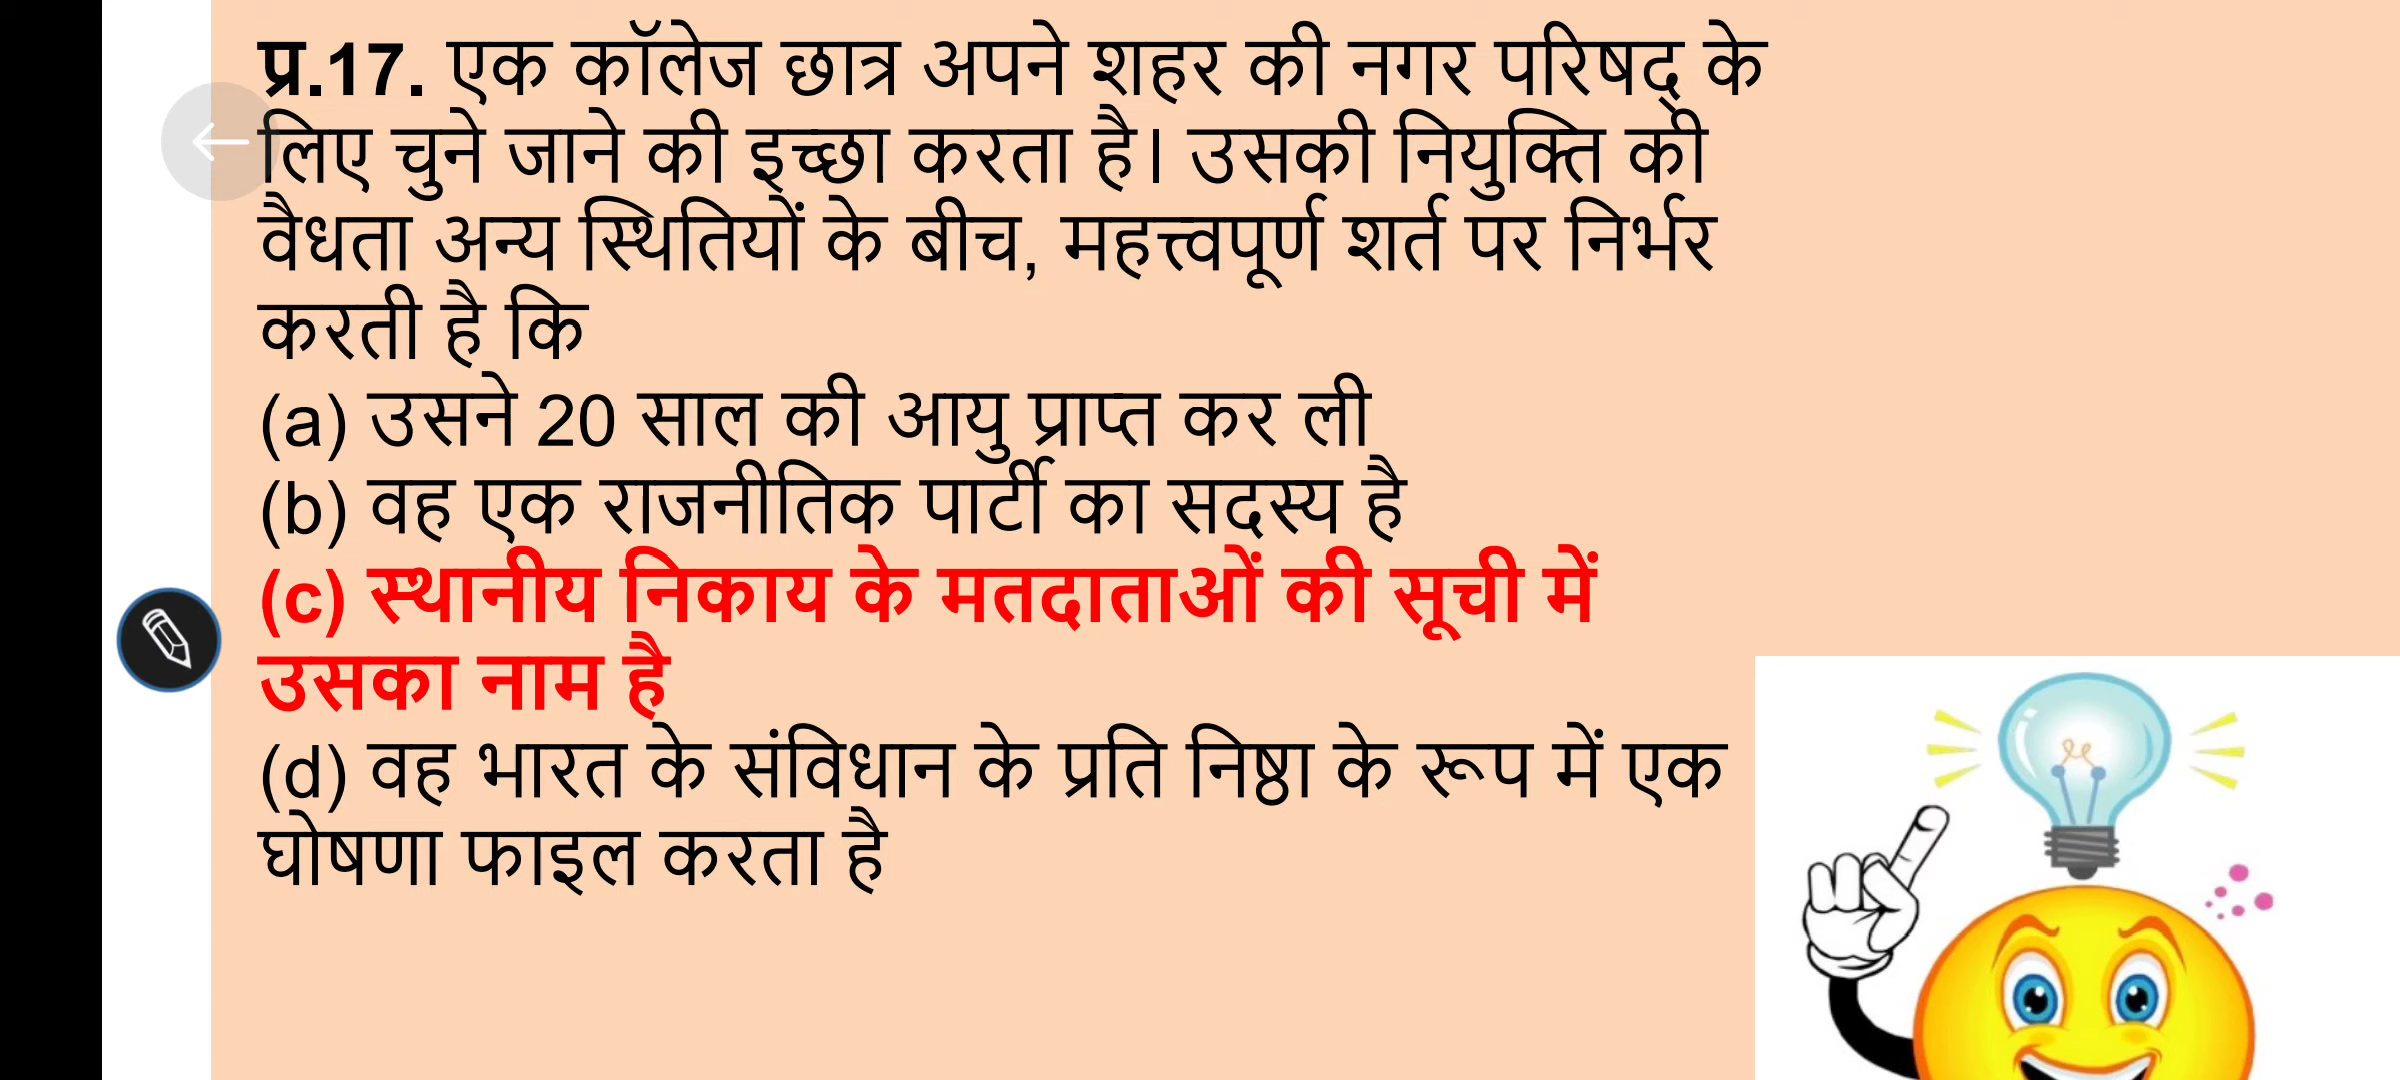 प्र.17. एक कॉलेज छात्र अपने शहर की नगर परिषद् के
लिए चुने जाने की इच्छा करता है। उसकी नियुक्ति की
वैधता अन्य स्थितियों के बीच, महत्त्वपूर्ण शर्त पर निर्भर
करती है कि
(a) उसने 20 साल की आयु प्राप्त कर ली
(b) वह एक राजनीतिक पार्टी का सदस्य है
(c) स्थानीय निकाय के मतदाताओं की सूची में
उसका नाम है
(d) वह भारत के संविधान के प्रति निष्ठा के रूप में एक
घोषणा फाइल करता है